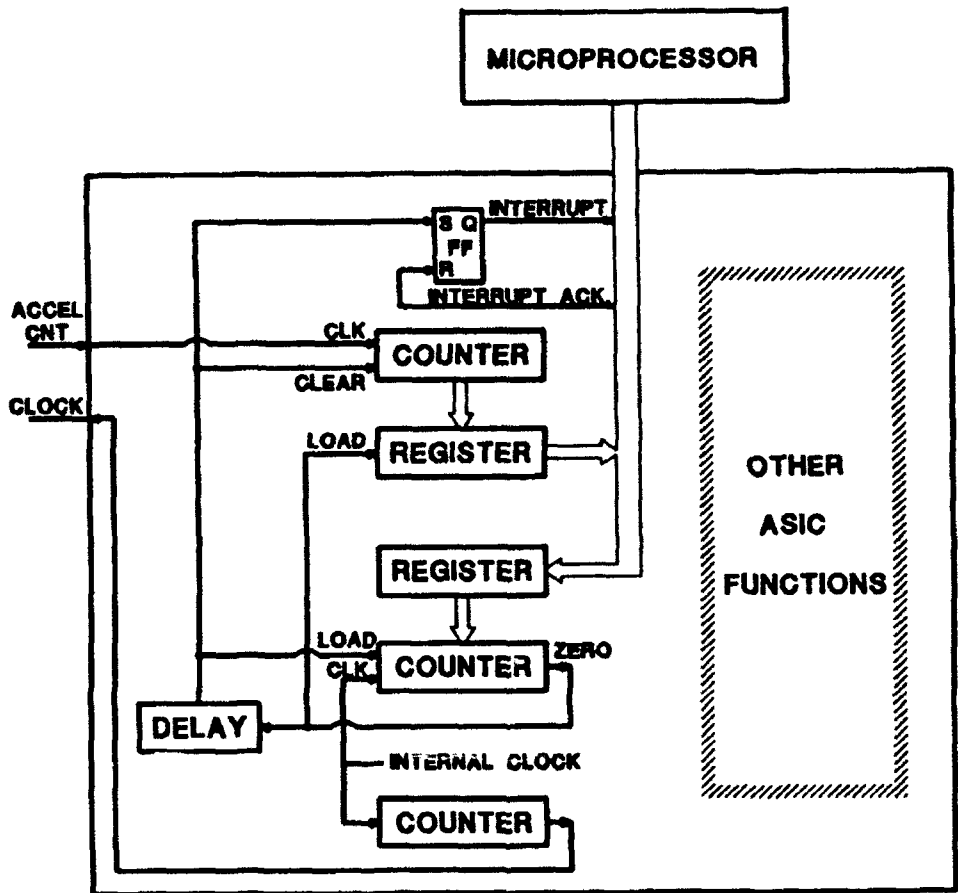 MICROPROCESSOR
INTERRUPT
S Q
FF
R
INTERRUPT ACK.
ACCEL
CNT
CLK
COUNTER
CLEAR
CLOCK
LOAD
REGISTER
OTHER
ASIC
FUNCTIONS
REGISTER
LOAD
CLK
COUNTER
ZERO
DELAY
INTERNAL CLOCK
COUNTER